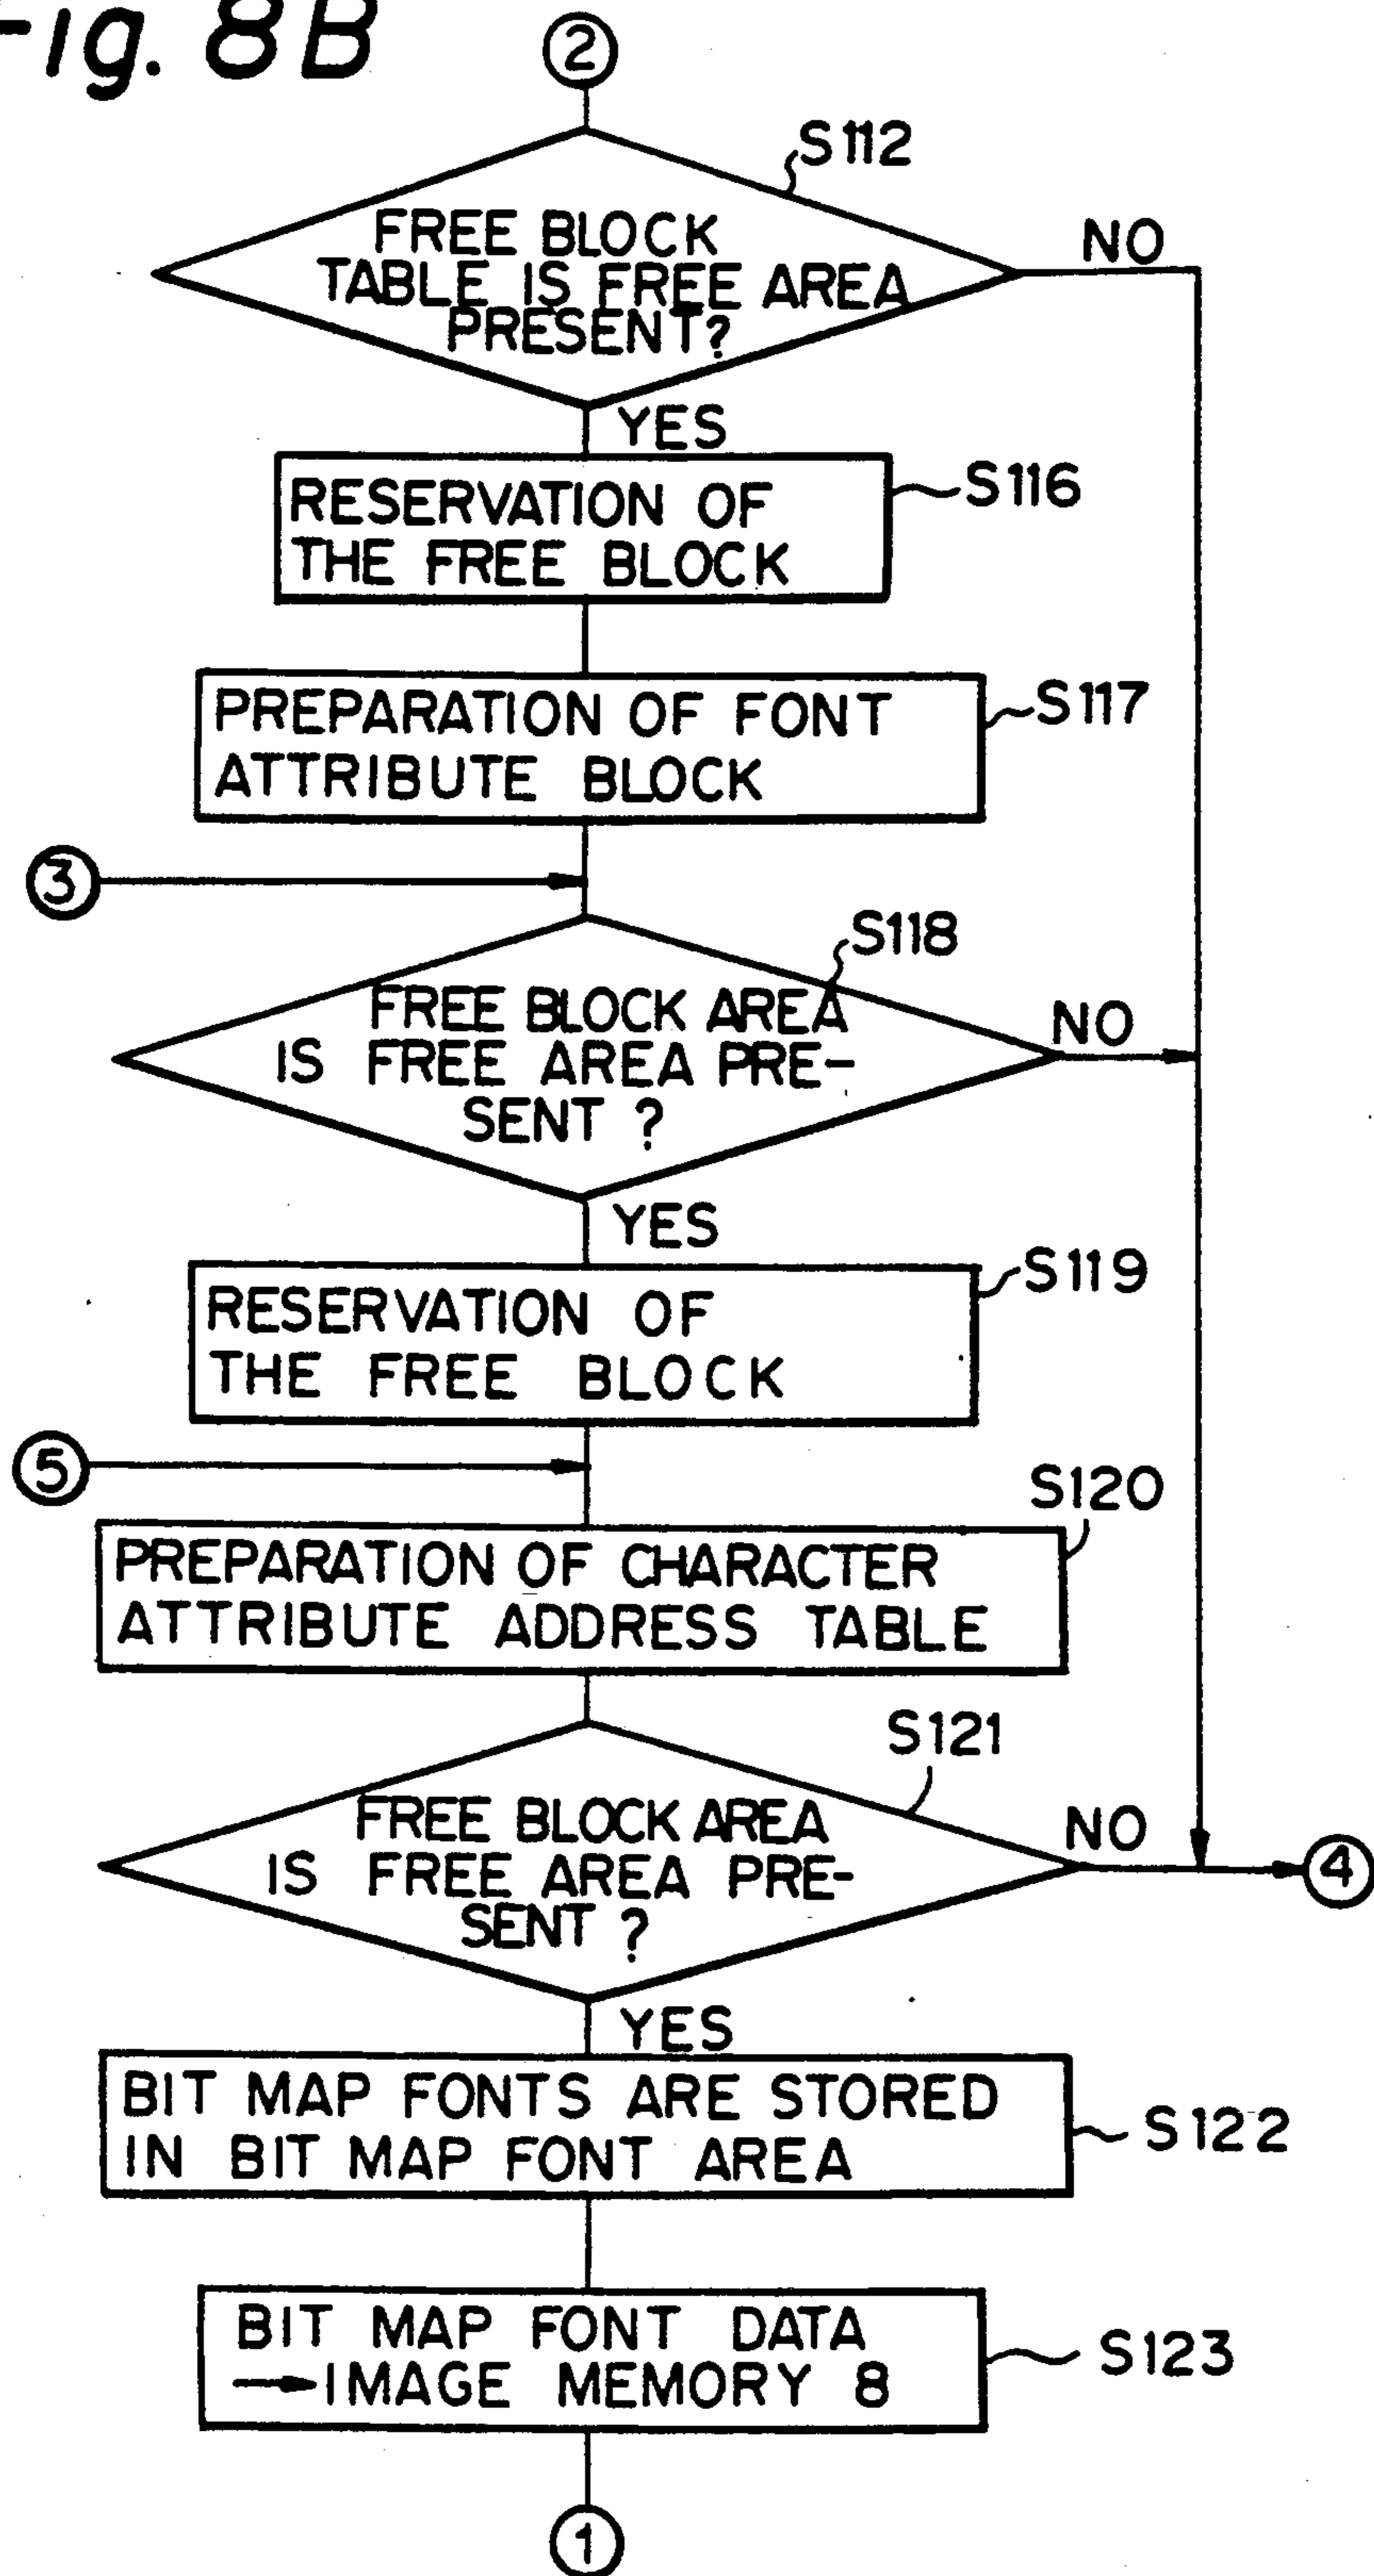 Fig. 8B
2
S112
FREE BLOCK
TABLE IS FREE AREA
PRESENT?
NO
YES
RESERVATION OF
THE FREE BLOCK
S116
PREPARATION OF FONT
ATTRIBUTE BLOCK
S117
3
S118
FREE BLOCK AREA
IS FREE AREA PRE-
SENT ?
NO
YES
RESERVATION OF
THE FREE BLOCK
S119
5
S120
PREPARATION OF CHARACTER
ATTRIBUTE ADDRESS TABLE
S121
FREE BLOCK AREA
IS FREE AREA PRE-
SENT ?
NO
4
YES
BIT MAP FONTS ARE STORED
IN BIT MAP FONT AREA
S122
BIT MAP FONT DATA
→IMAGE MEMORY 8
S123
1